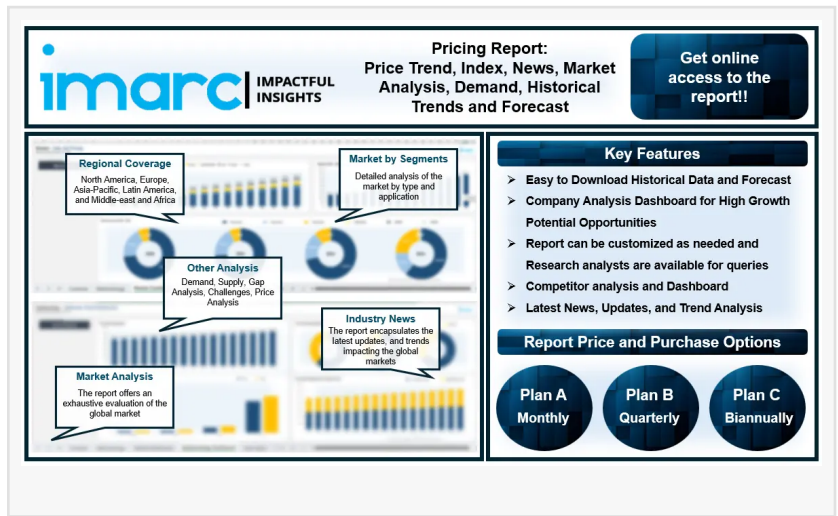 imarc
IMPACTFUL
INSIGHTS
Pricing Report:
Price Trend, Index, News, Market
Analysis, Demand, Historical
Trends and Forecast
Get online
access to the
report!!
Regional Coverage
North America, Europe,
Asia-Pacific, Latin America,
and Middle-east and Africa
Market by Segments
Detailed analysis of the
market by type and
application
Other Analysis
Demand, Supply, Gap
Analysis, Challenges, Price
Analysis
Industry News
The report encapsulates the
latest updates, and trends
impacting the global
markets
Market Analysis
The report offers an
exhaustive evaluation of the
global market
Key Features
➢ Easy to Download Historical Data and Forecast
➢ Company Analysis Dashboard for High Growth
Potential Opportunities
➢ Report can be customized as needed and
Research analysts are available for queries
➢ Competitor analysis and Dashboard
➢ Latest News, Updates, and Trend Analysis
Report Price and Purchase Options
Plan A
Monthly
Plan B
Quarterly
Plan C
Biannually